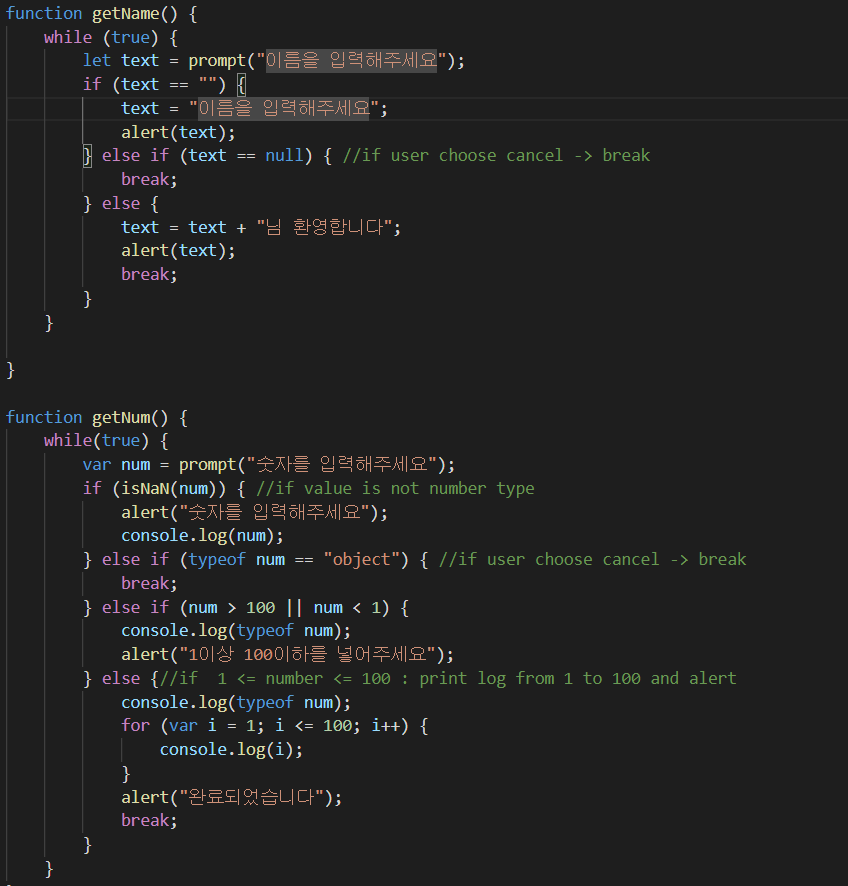 function getName() {
    while (true) {
        let text = prompt("이름을 입력해주세요");
        if (text == "") {
            text = "이름을 입력해주세요";
            alert(text);
        } else if (text == null) { //if user choose cancel -> break
            break;
        } else {
            text = text + "님 환영합니다";
            alert(text);
            break;
        }
    }
}
function getNum() {
    while(true) {
        var num = prompt("숫자를 입력해주세요");
        if (isNaN(num)) { //if value is not number type
            alert("숫자를 입력해주세요");
            console.log(num);
        } else if (typeof num == "object") { //if user choose cancel -> break
            break;
        } else if (num > 100 || num < 1) {
            console.log(typeof num);
            alert("1이상 100이하를 넣어주세요");
        } else {//if  1 <= number <= 100 : print log from 1 to 100 and alert
            console.log(typeof num);
            for (var i = 1; i <= 100; i++) {
                console.log(i);
            }
            alert("완료되었습니다");
            break;
        }
    }